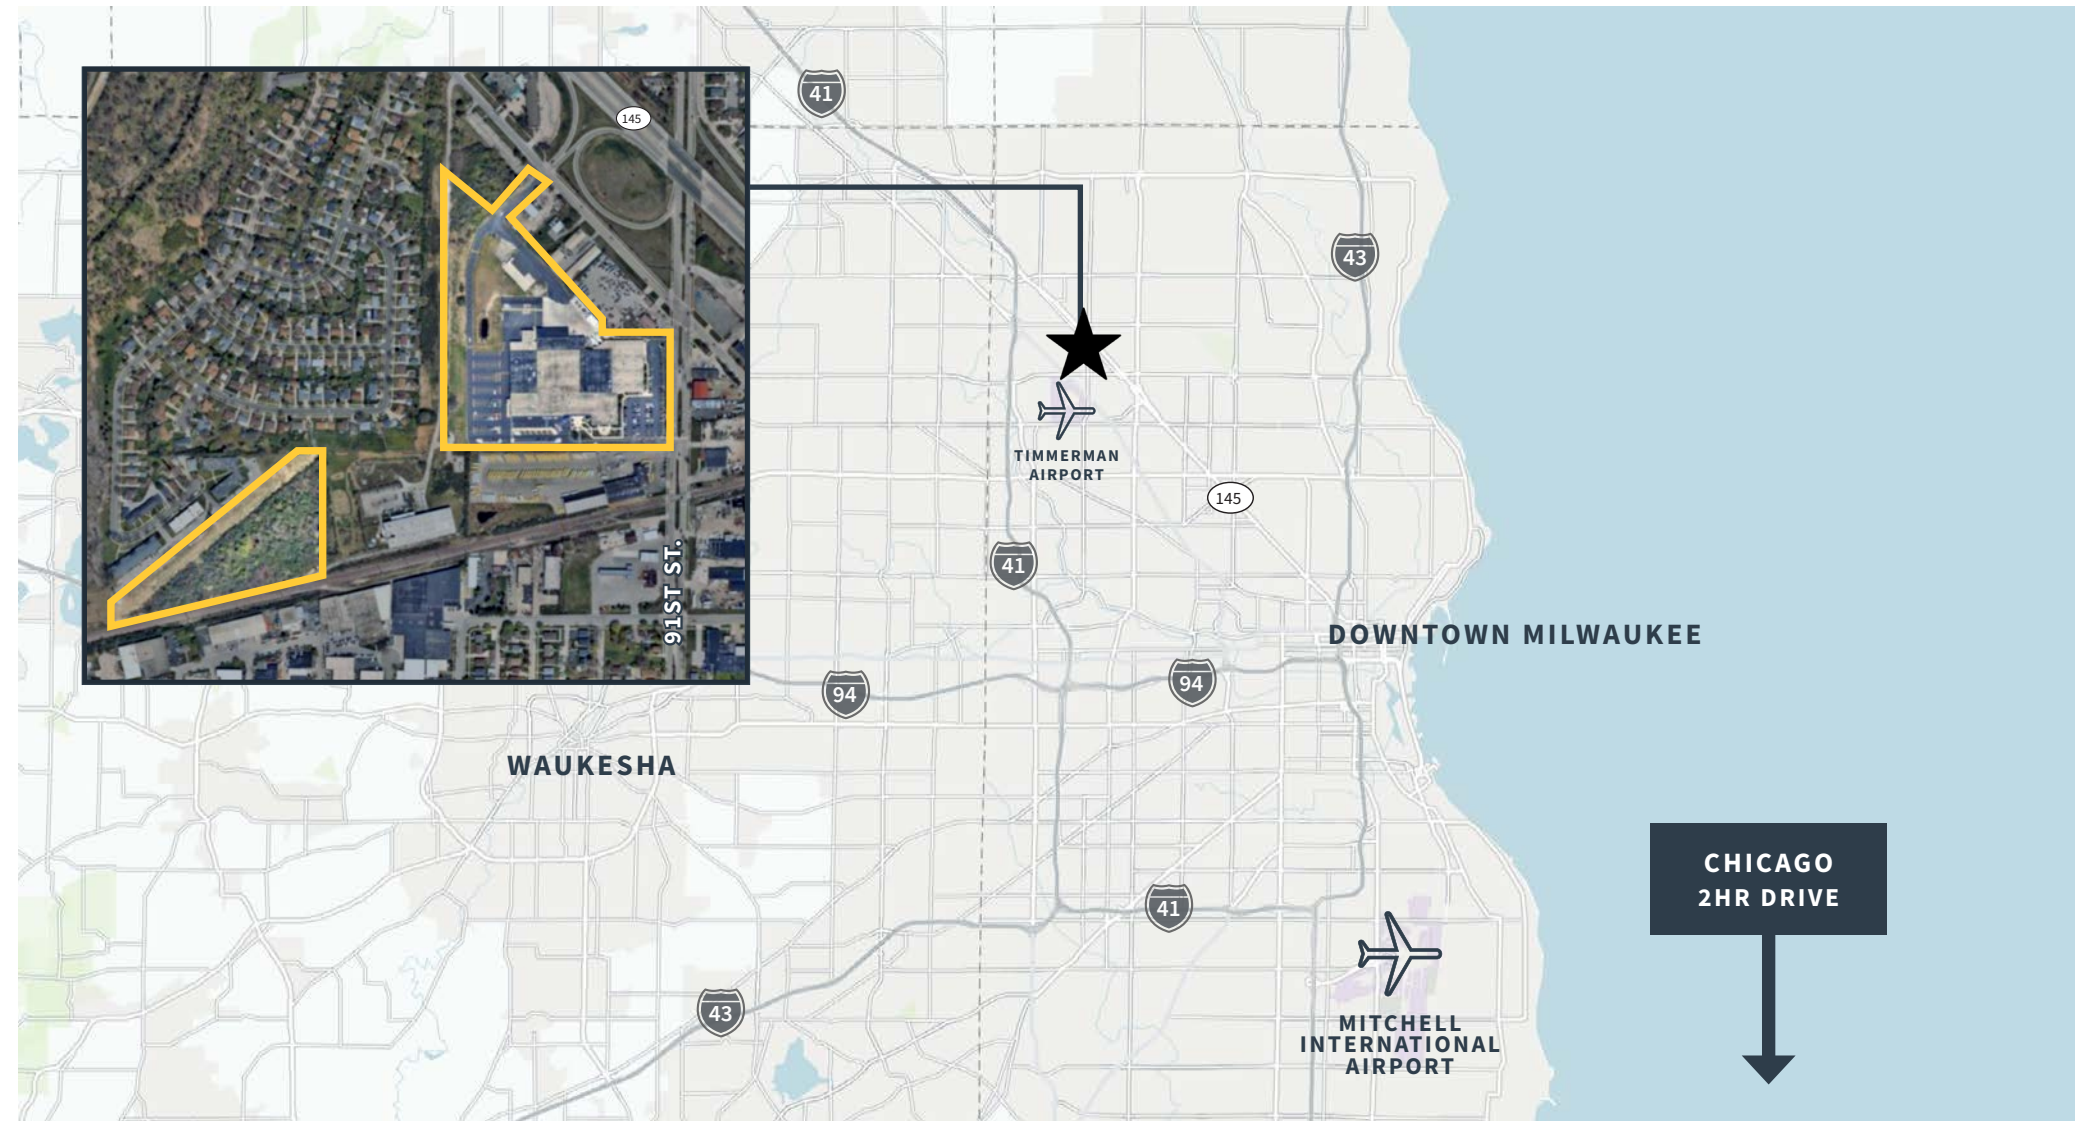 41
145
43
TIMMERMAN
AIRPORT
145
41
91ST ST.
DOWNTOWN MILWAUKEE
94
94
WAUKESHA
CHICAGO
2HR DRIVE
41
43
MITCHELL
INTERNATIONAL
AIRPORT